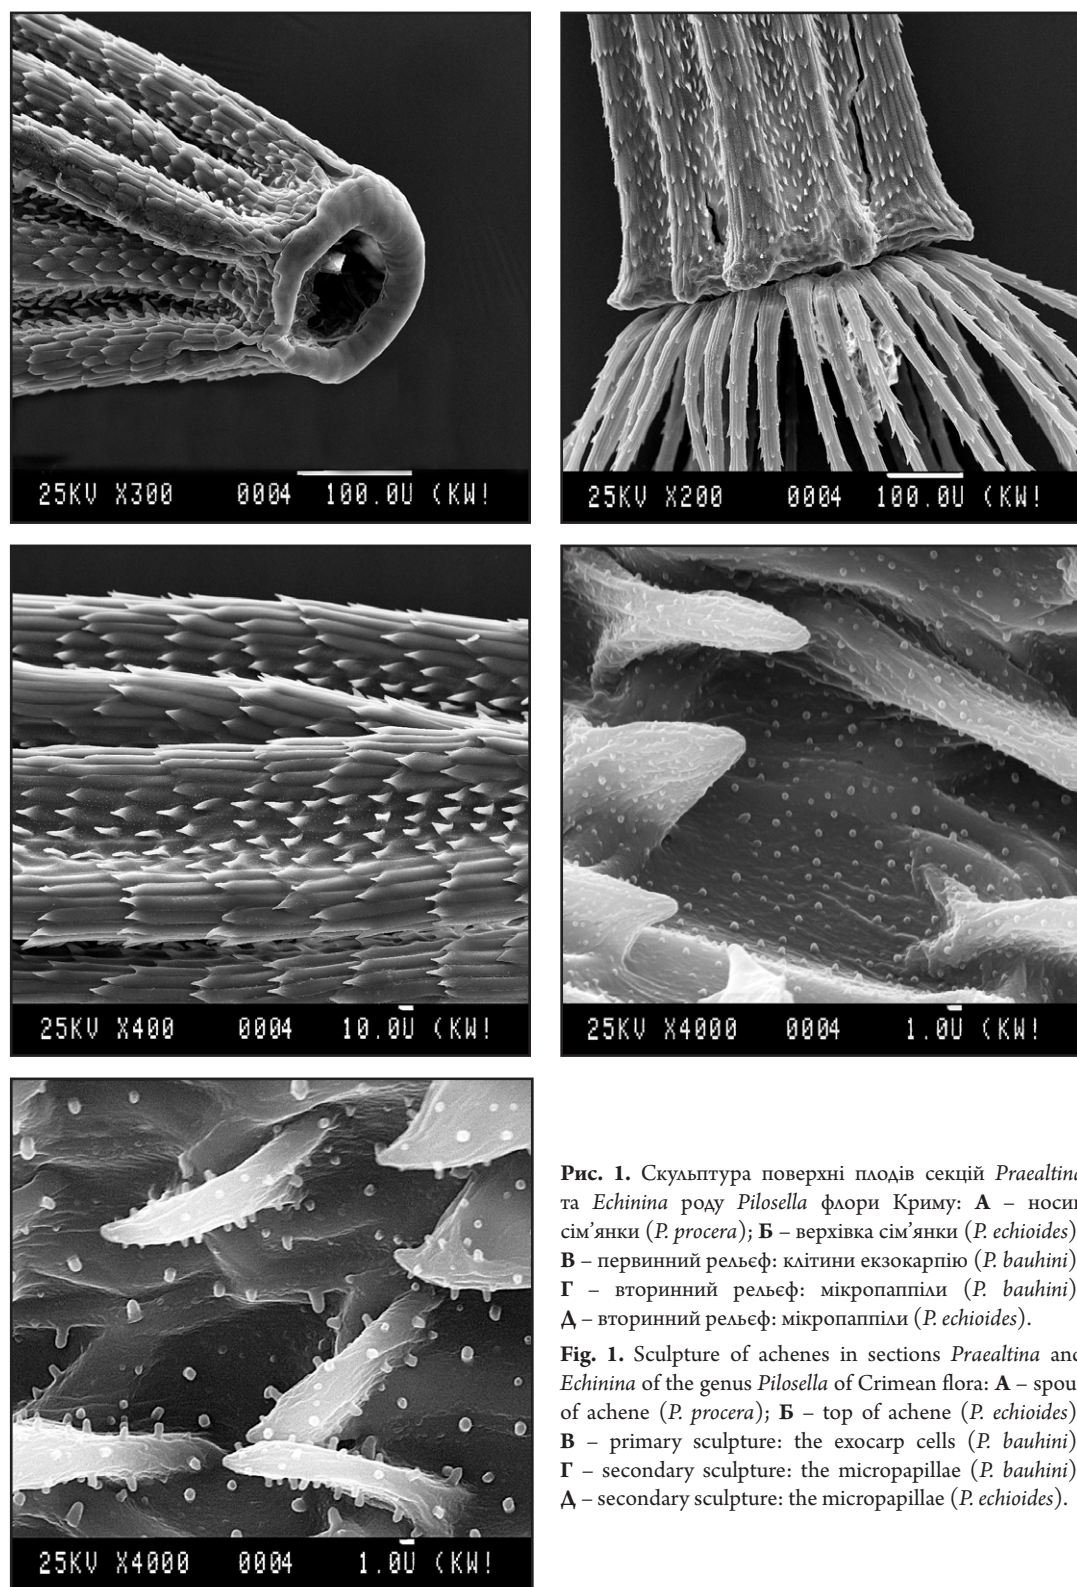 25KV X300 0004 100.0U (KW!
25KV X200 0004 100.0U (KW!
25KV X400 0004 10.0U (KW!
25KV X4000 0004 1.0U (KW!
25KV X4000 0004 1.0U (KW!
Рис. 1. Скульптура поверхні плодів секцій Praealtina
та Echinina роду Pilosella флори Криму: А – носик
сім’янки (P. procera); Б – верхівка сім’янки (P. echioides)
В – первинний рельєф: клітини екзокарпію (P. bauhini)
Г – вторинний рельєф: мікропаппіли (P. bauhini)
Д – вторинний рельєф: мікропаппіли (P. echioides).
Fig. 1. Sculpture of achenes in sections Praealtina and
Echinina of the genus Pilosella of Crimean flora: А – spou
of achene (P. procera); Б – top of achene (P. echioides)
В – primary sculpture: the exocarp cells (P. bauhini)
Г – secondary sculpture: the micropapillae (P. bauhini)
Д – secondary sculpture: the micropapillae (P. echioides).